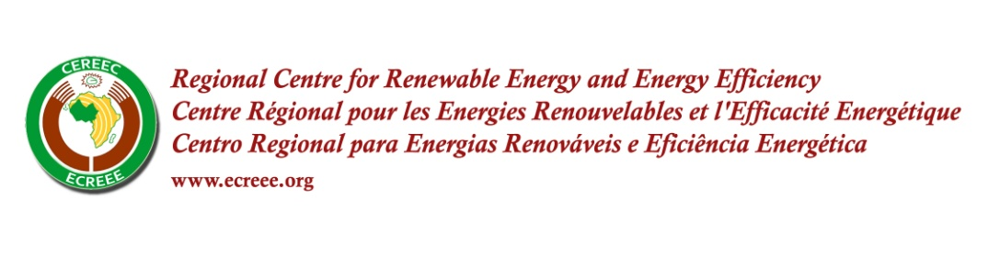 CEREEC
ECREEE
Regional Centre for Renewable Energy and Energy Efficiency
Centre Régional pour les Energies Renouvelables et l'Efficacité Energétique
Centro Regional para Energias Renováveis e Eficiência Energética
www.ecreee.org